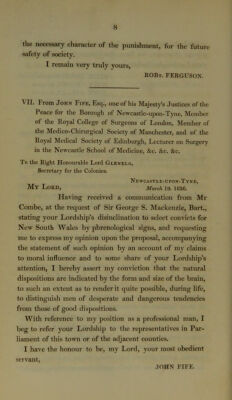 8
the necessary character of the punishment, for the future
safety of society.
I remain very truly yours,
ROBT. FERGUSON.
VII. From JOHN FIFE, Esq., one of his Majesty's Justices of the
Peace for the Borough of Newcastle-upon-Tyne, Member
of the Royal College of Surgeons of London, Member of
the Medico-Chirurgical Society of Manchester, and of the
Royal Medical Society of Edinburgh, Lecturer on Surgery
in the Newcastle School of Medicine, &c. &c. &c.
To the Right Honourable Lord GLENELG,
Secretary for the Colonies.
NEWCASTLE-UPON-TYNE,
MY LORD, March 19. 1836.
Having received a communication from Mr
Combe, at the request of Sir George S. Mackenzie, Bart.,
stating your Lordship's disinclination to select convicts for
New South Wales by phrenological signs, and requesting
me to express my opinion upon the proposal, accompanying
the statement of such opinion by an account of my claims
to moral influence and to some share of your Lordship's
attention, I hereby assert my conviction that the natural
dispositions are indicated by the form and size of the brain,
to such an extent as to render it quite possible, during life,
to distinguish men of desperate and dangerous tendencies
from those of good dispositions.
With reference to my position as a professional man, I
beg to refer your Lordship to the representatives in Par-
liament of this town or of the adjacent counties.
I have the honour to be, my Lord, your most obedient
servant,
JOHN FIFE.